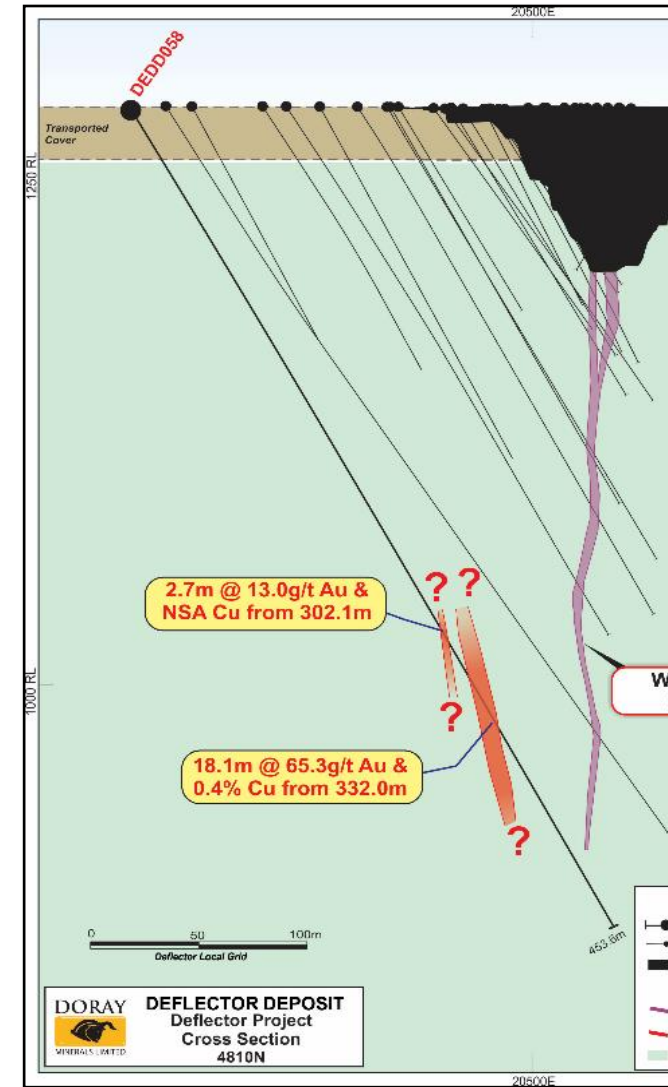 20500E
DEDD058
Transported
Cover
1250 RL
2.7m @ 13.0g/t Au &
NSA Cu from 302.1m
?
?
?
W
1000 RL
18.1m @ 65.3g/t Au &
0.4% Cu from 332.0m
?
453.6m
0
50
100m
Deflector Local Grid
DORAY
MINERALS LIMITED
DEFLECTOR DEPOSIT
Deflector Project
Cross Section
4810N
20500E